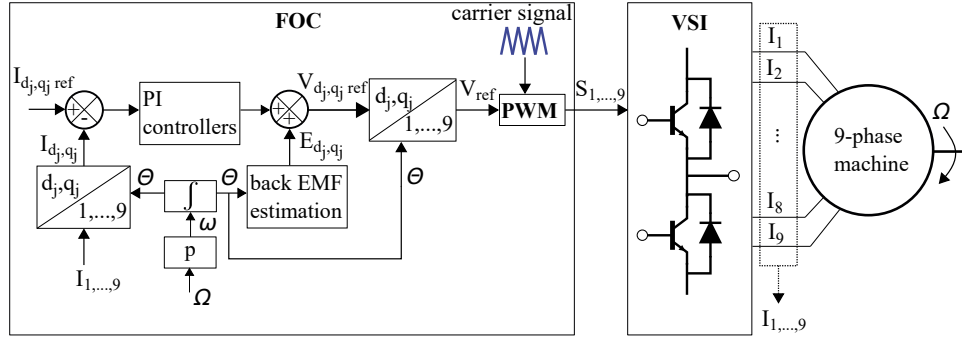 FOC
carrier signal
VSI
I_{d_j,q_j ref}
+
-
PI
controllers
+
+
V_{d_j,q_j ref}
d_j,q_j
1,...,9
V_{ref}
PWM
S_{1,...,9}
I_{d_j,q_j}
E_{d_j,q_j}
d_j,q_j
1,...,9
Θ
∫
Θ
back EMF
estimation
Θ
ω
p
I_{1,...,9}
Ω
I_1
I_2
⋮
I_8
I_9
9-phase
machine
Ω
I_{1,...,9}